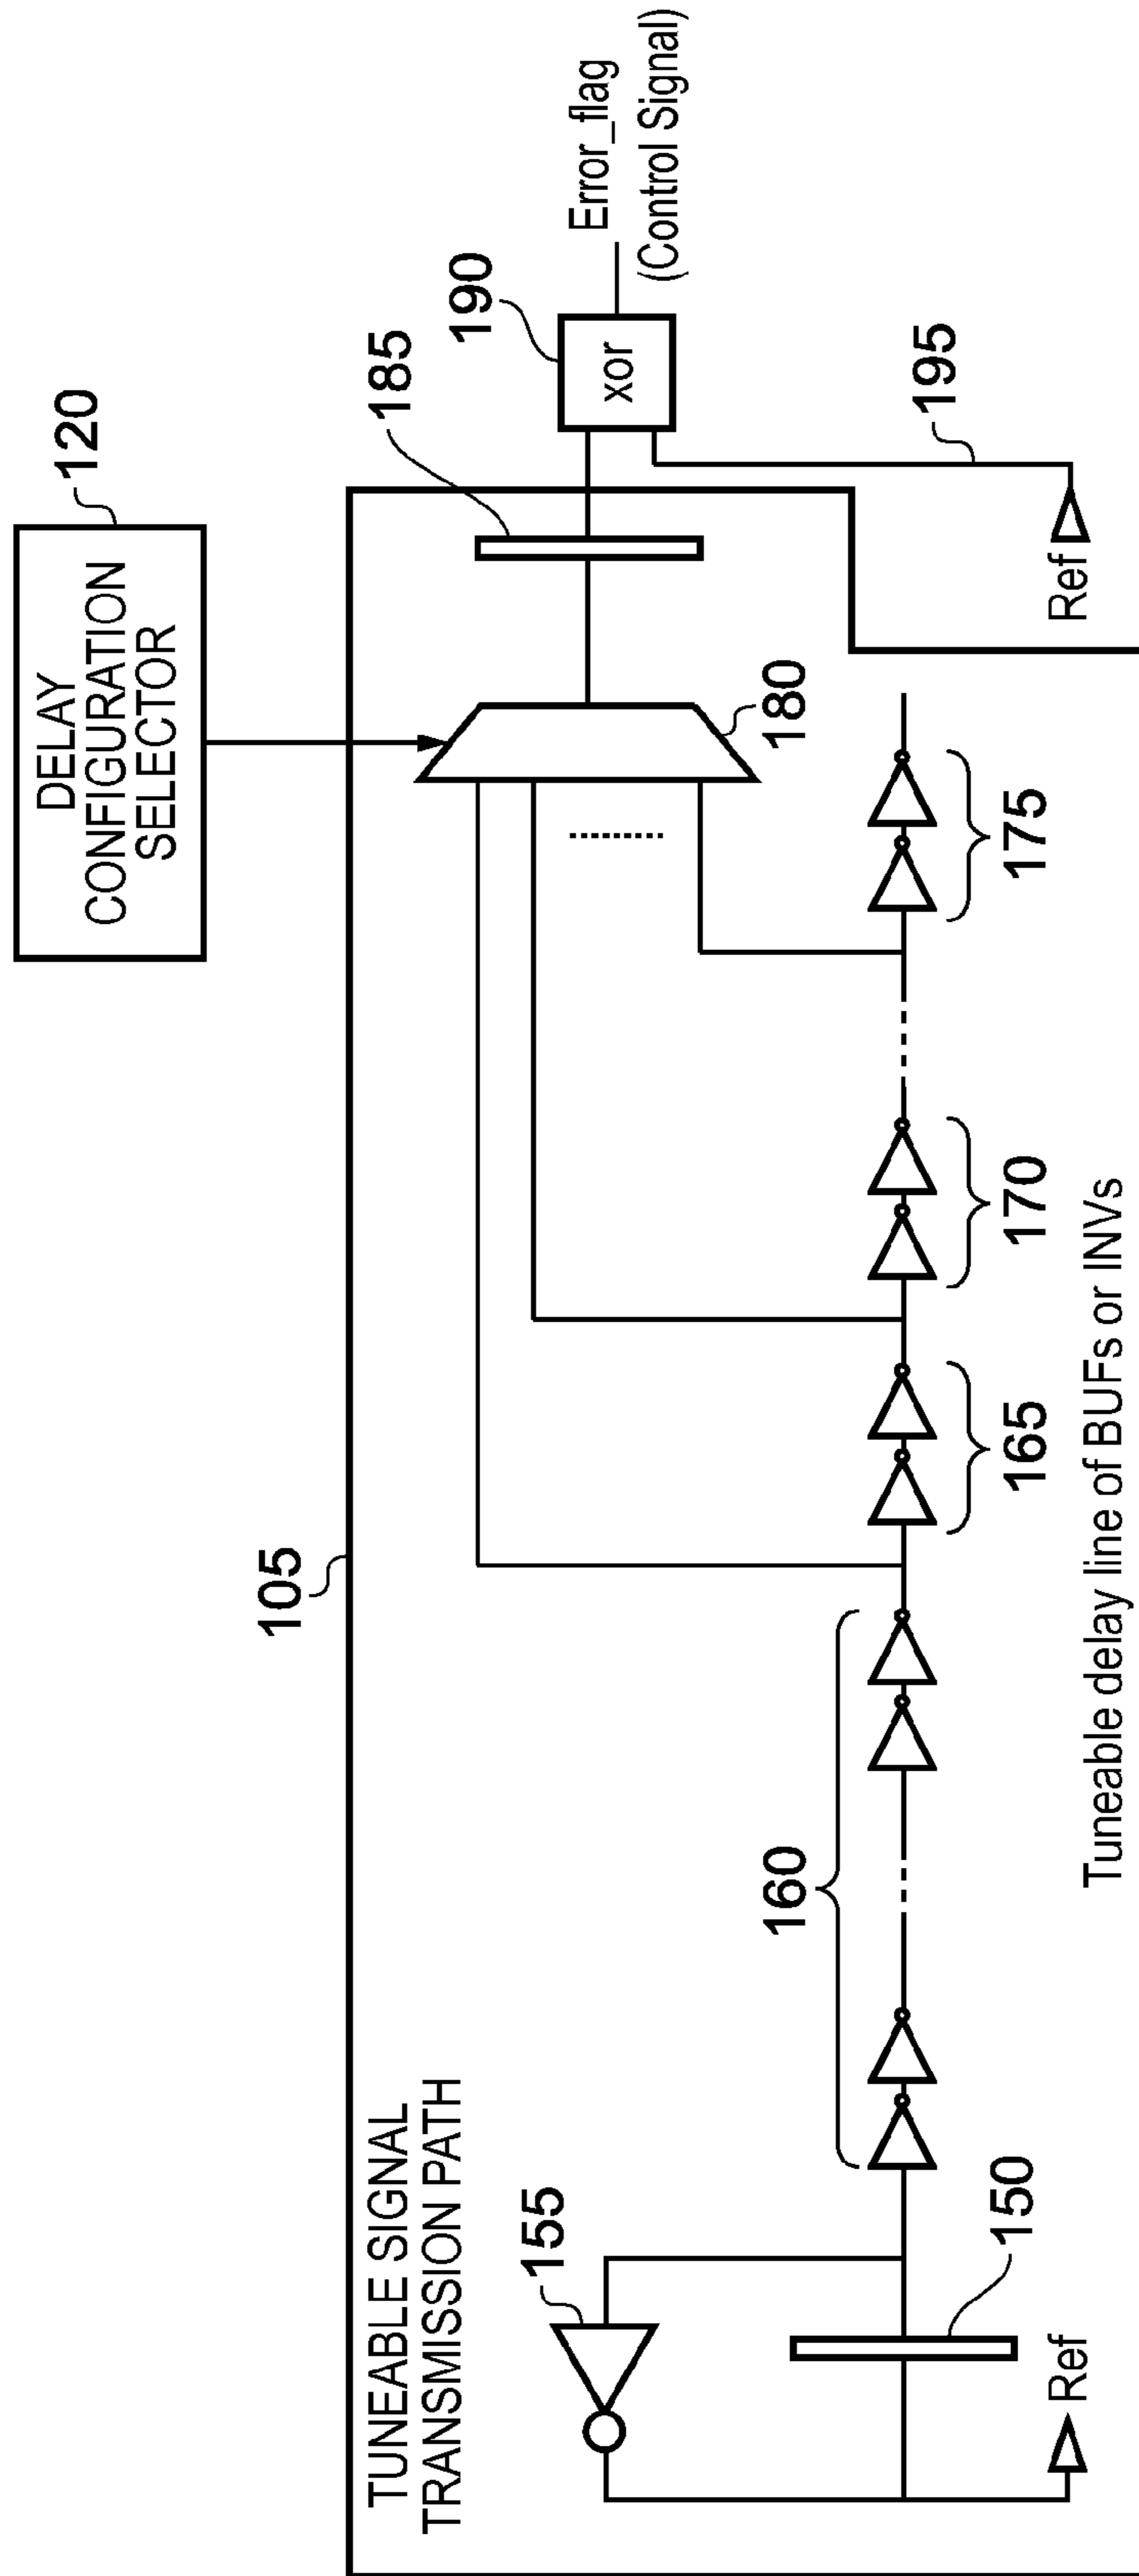 DELAY
CONFIGURATION
SELECTOR
120
105
TUNEABLE SIGNAL
TRANSMISSION PATH
185
190
xor
Error_flag
(Control Signal)
155
180
195
160
150
165
170
175
Ref
Ref
Tuneable delay line of BUFs or INVs